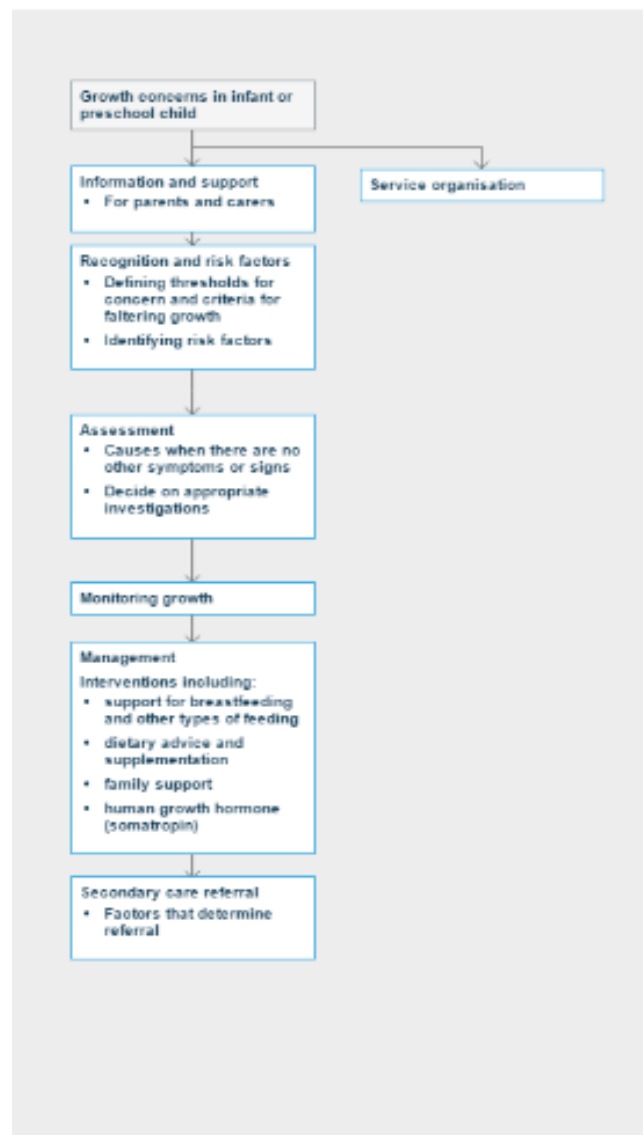 Growth concerns in infant or
preschool child
Information and support
• For parents and carers
Service organisation
Recognition and risk factors
• Defining thresholds for
concern and criteria for
faltering growth
• Identifying risk factors
Assessment
• Causes when there are no
other symptoms or signs
• Decide on appropriate
investigations
Monitoring growth
Management
Interventions including:
• support for breastfeeding
and other types of feeding
• dietary advice and
supplementation
• family support
• human growth hormone
(somatropin)
Secondary care referral
• Factors that determine
referral